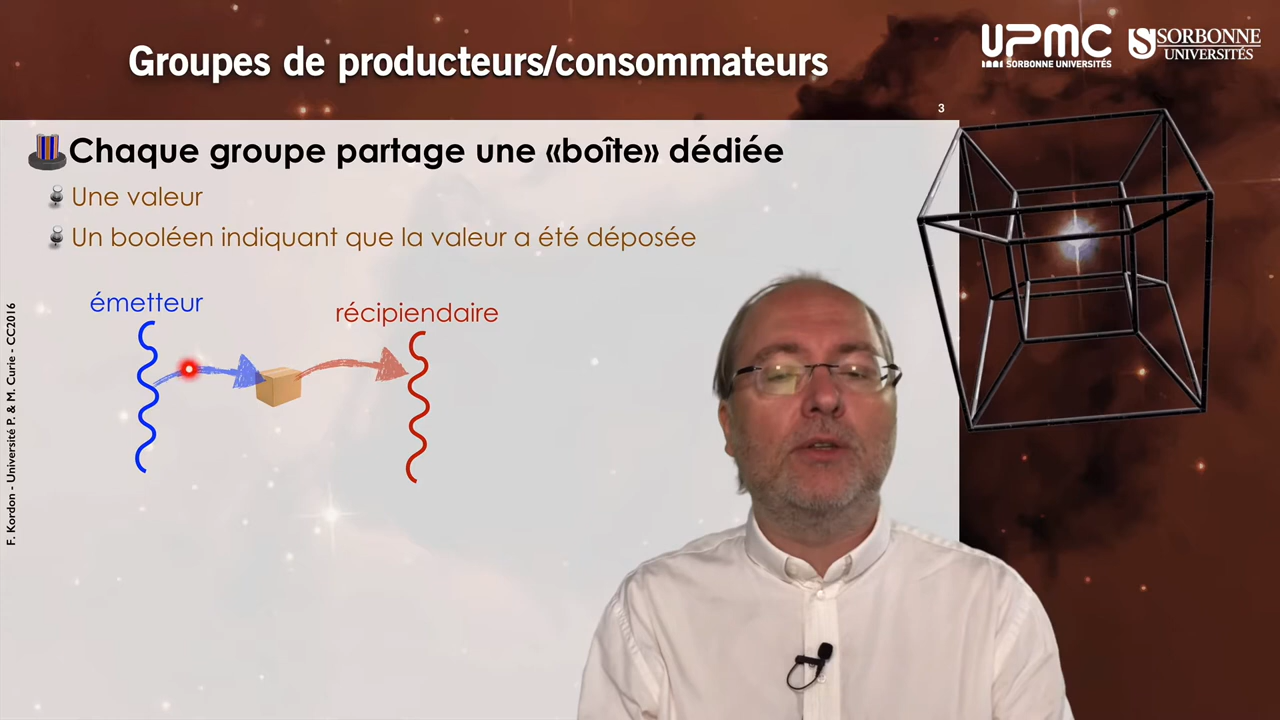 Groupes de producteurs/consommateurs
UPMC
SORBONNE UNIVERSITÉS
SORBONNE
UNIVERSITÉS
3
Chaque groupe partage une «boîte» dédiée
Une valeur
Un booléen indiquant que la valeur a été déposée
émetteur
récipiendaire
F. Kordon - Université P. & M. Curie - CC2016